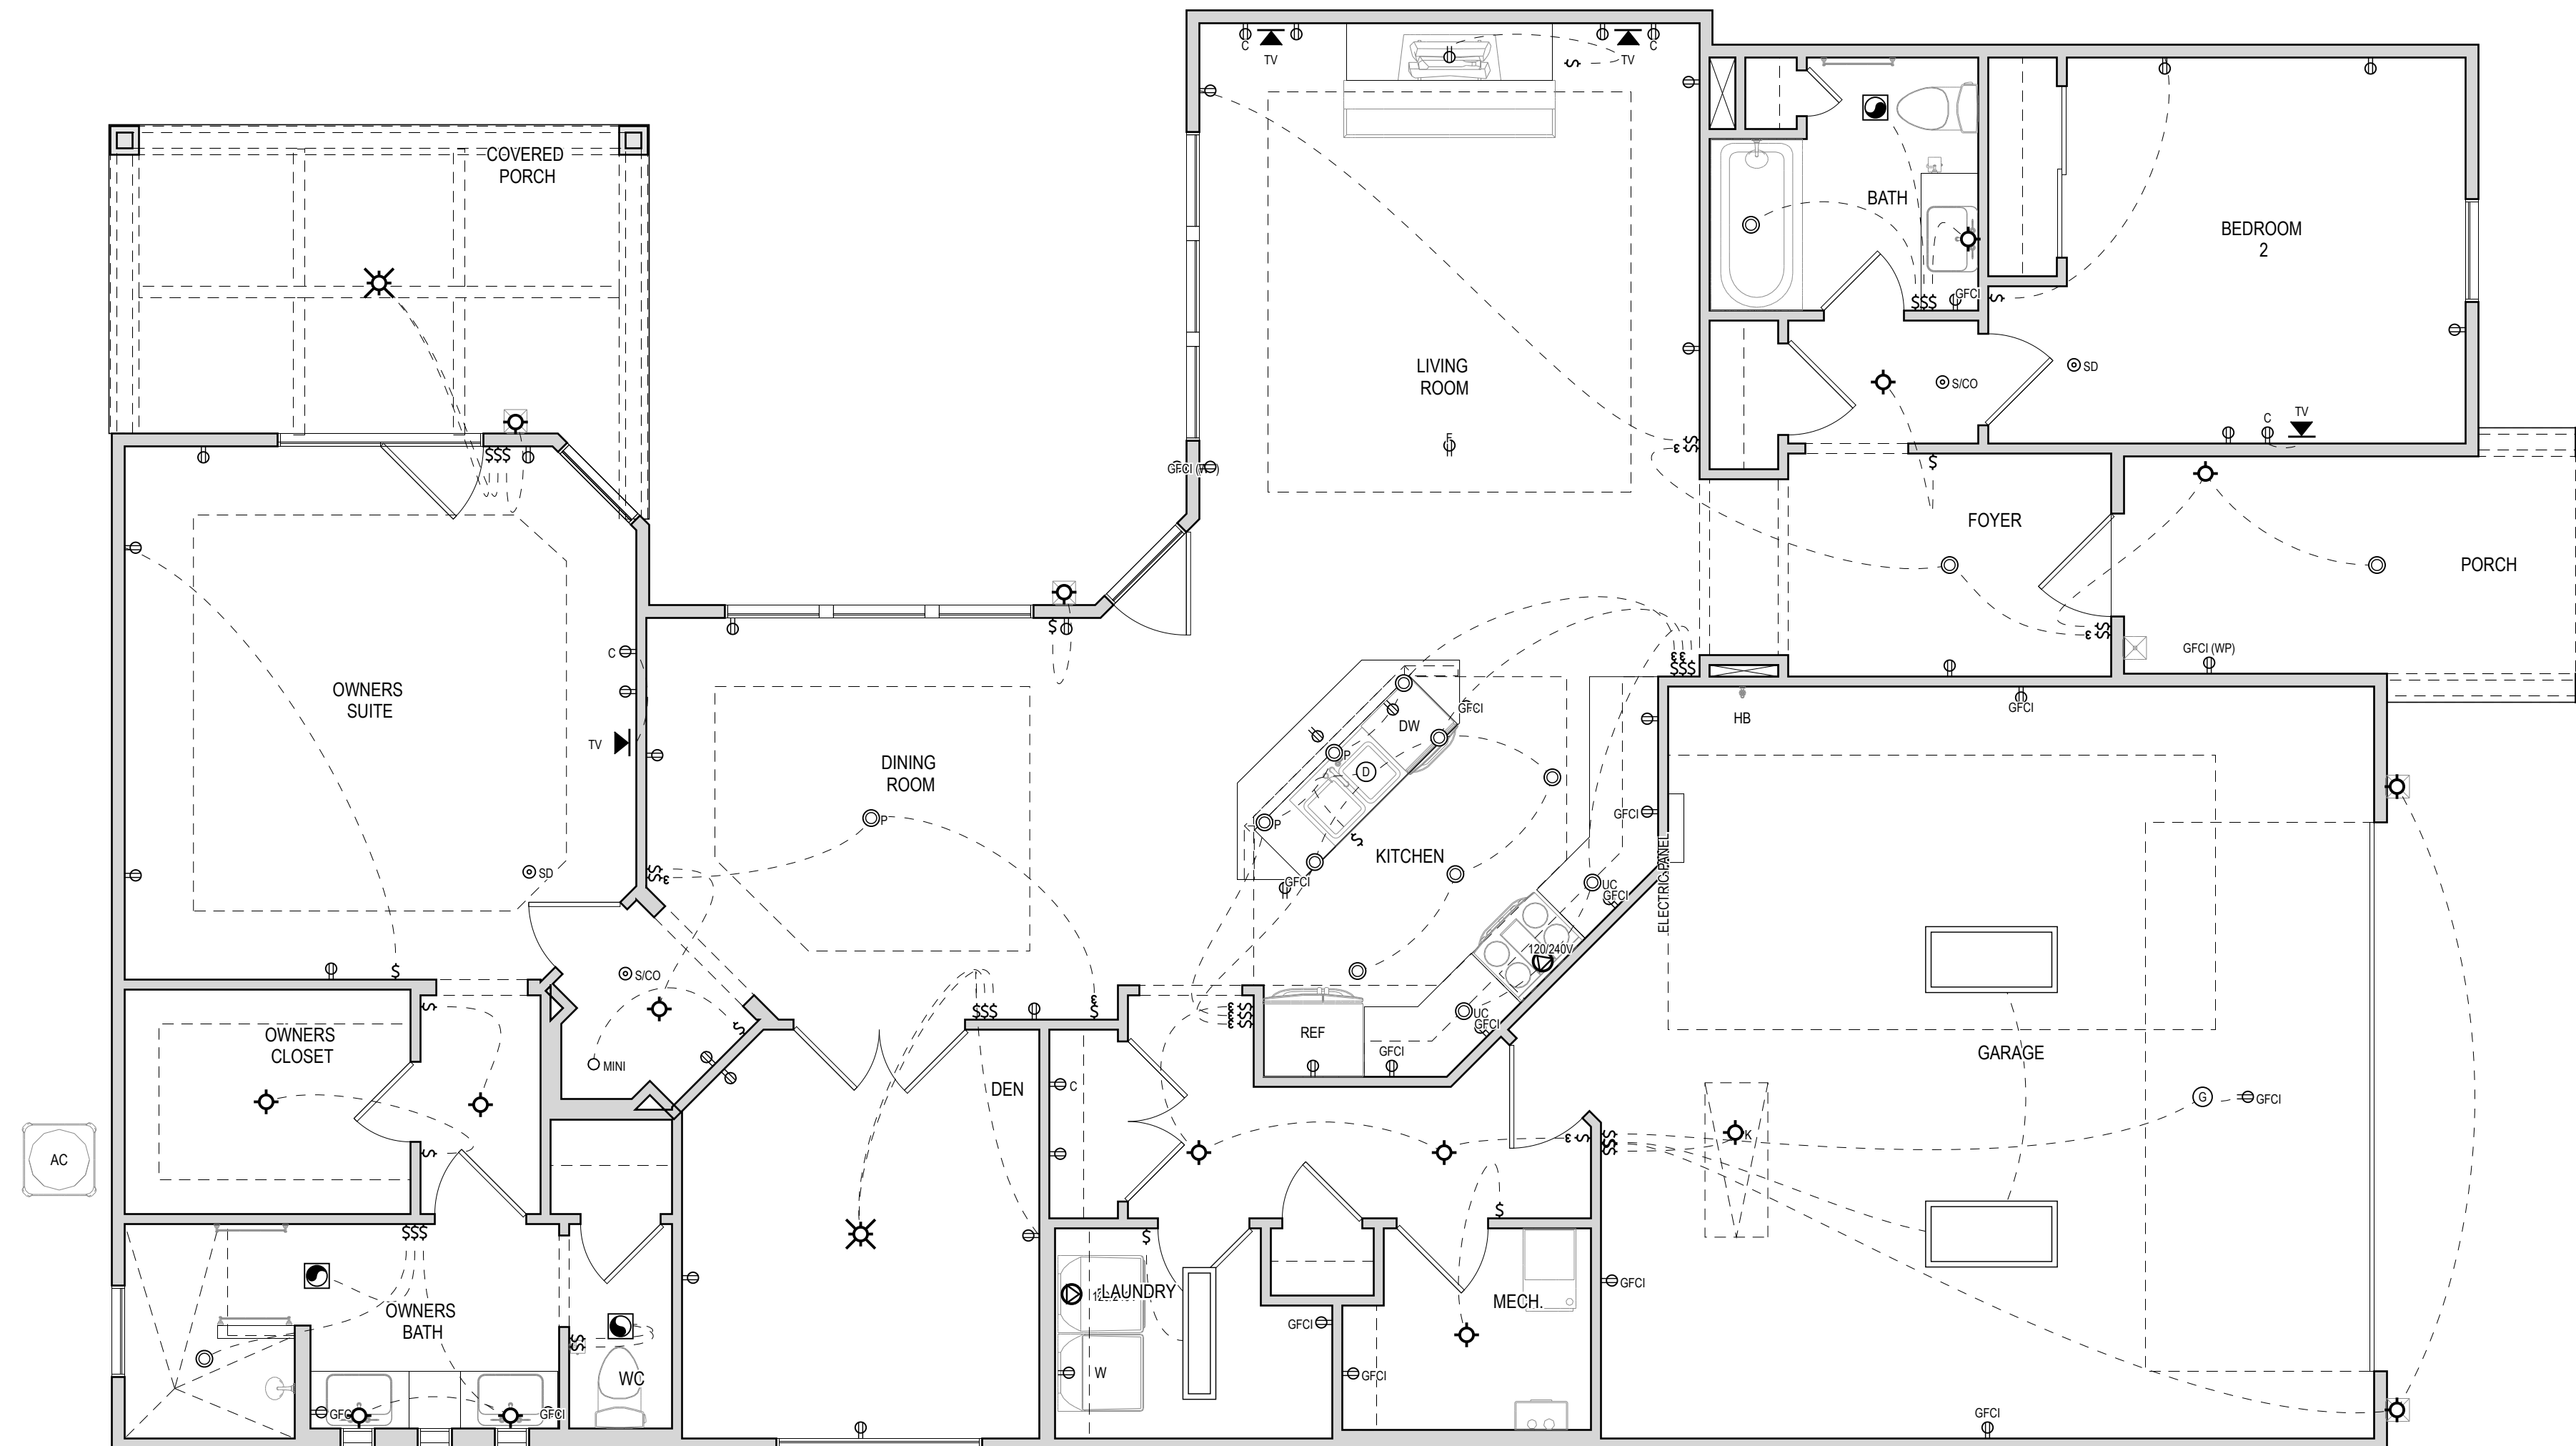 C
TV
TV
C
COVERED
PORCH
BATH
BEDROOM
2
GFCI
LIVING
ROOM
SD
S/CO
C
TV
F
FOYER
PORCH
GFCI (WP)
C
OWNERS
SUITE
TV
DINING
ROOM
P
GFCI
DW
P
D
P
KITCHEN
GFCI
HB
GFCI
GFCI
ELECTRIC PANEL
UC
GFCI
120/240V
SD
S/CO
MINI
OWNERS
CLOSET
REF
UC
GFCI
GFCI
GARAGE
DEN
C
G
GFCI
K
AC
OWNERS
BATH
WC
LAUNDRY
W
GFCI
MECH.
GFCI
GFCI
GFCI
GFCI